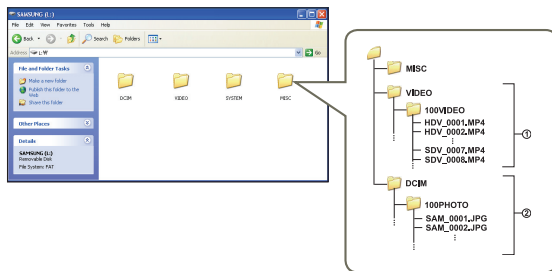 SAMSUNG (L:)
File Edit View Favorites Tools Help
Back Search Folders
Address L:\ Go
File and Folder Tasks
Make a new folder
Publish this folder to the
Web
Share this folder
Other Places
Details
SAMSUNG (L:)
Removable Disk
File System: FAT
DCIM VIDEO SYSTEM MISC
MISC
VIDEO
100VIDEO
HDV_0001.MP4
HDV_0002.MP4
SDV_0007.MP4
SDV_0008.MP4
①
DCIM
100PHOTO
SAM_0001.JPG
SAM_0002.JPG
②